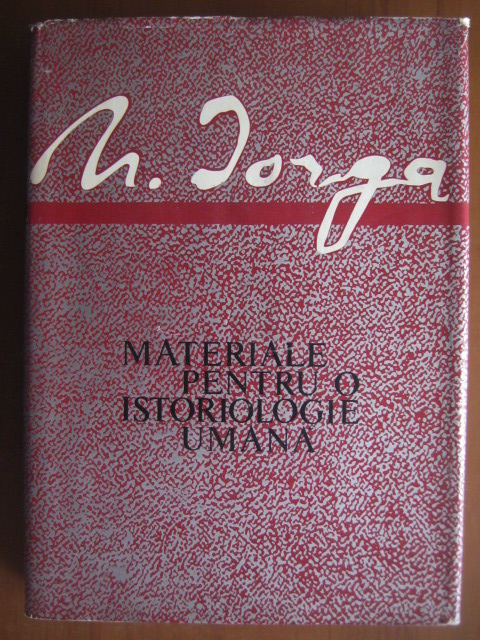 N. Iorga
MATERIALE
PENTRU O
ISTORIOLOGIE
UMANA